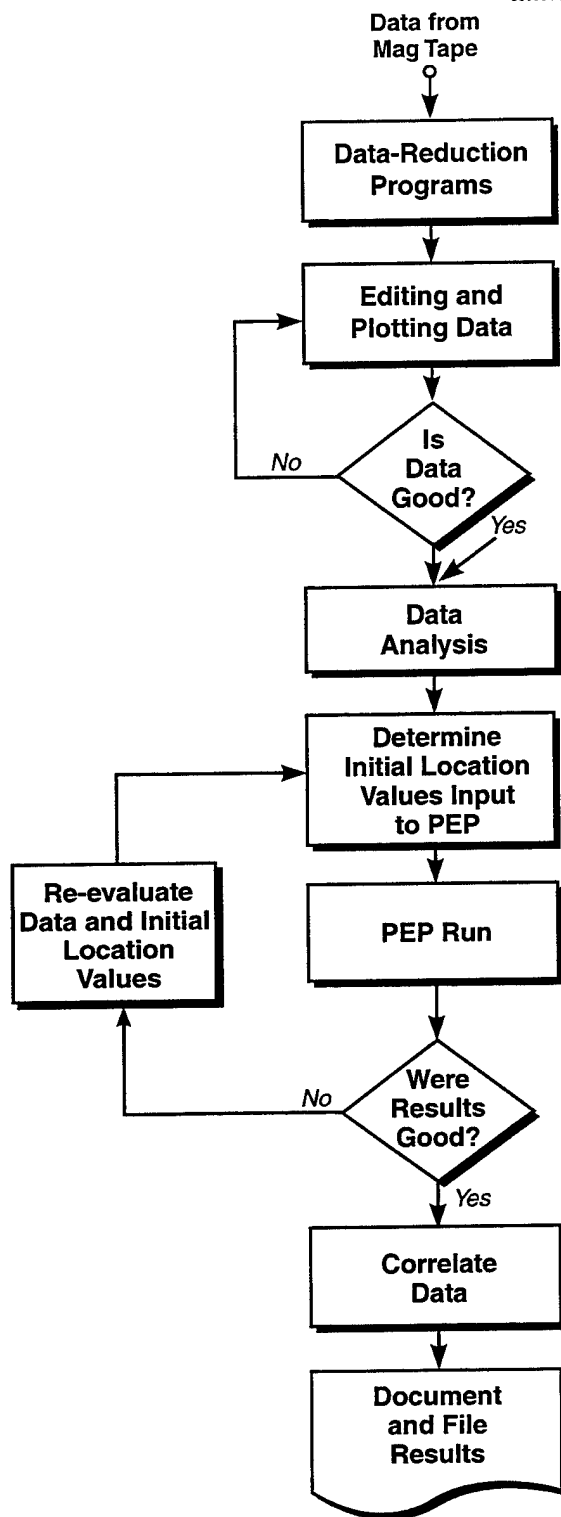 Data from
Mag Tape
Data-Reduction
Programs
Editing and
Plotting Data
Is
Data
Good?
No
Yes
Data
Analysis
Determine
Initial Location
Values Input
to PEP
Re-evaluate
Data and Initial
Location
Values
PEP Run
Were
Results
Good?
No
Yes
Correlate
Data
Document
and File
Results